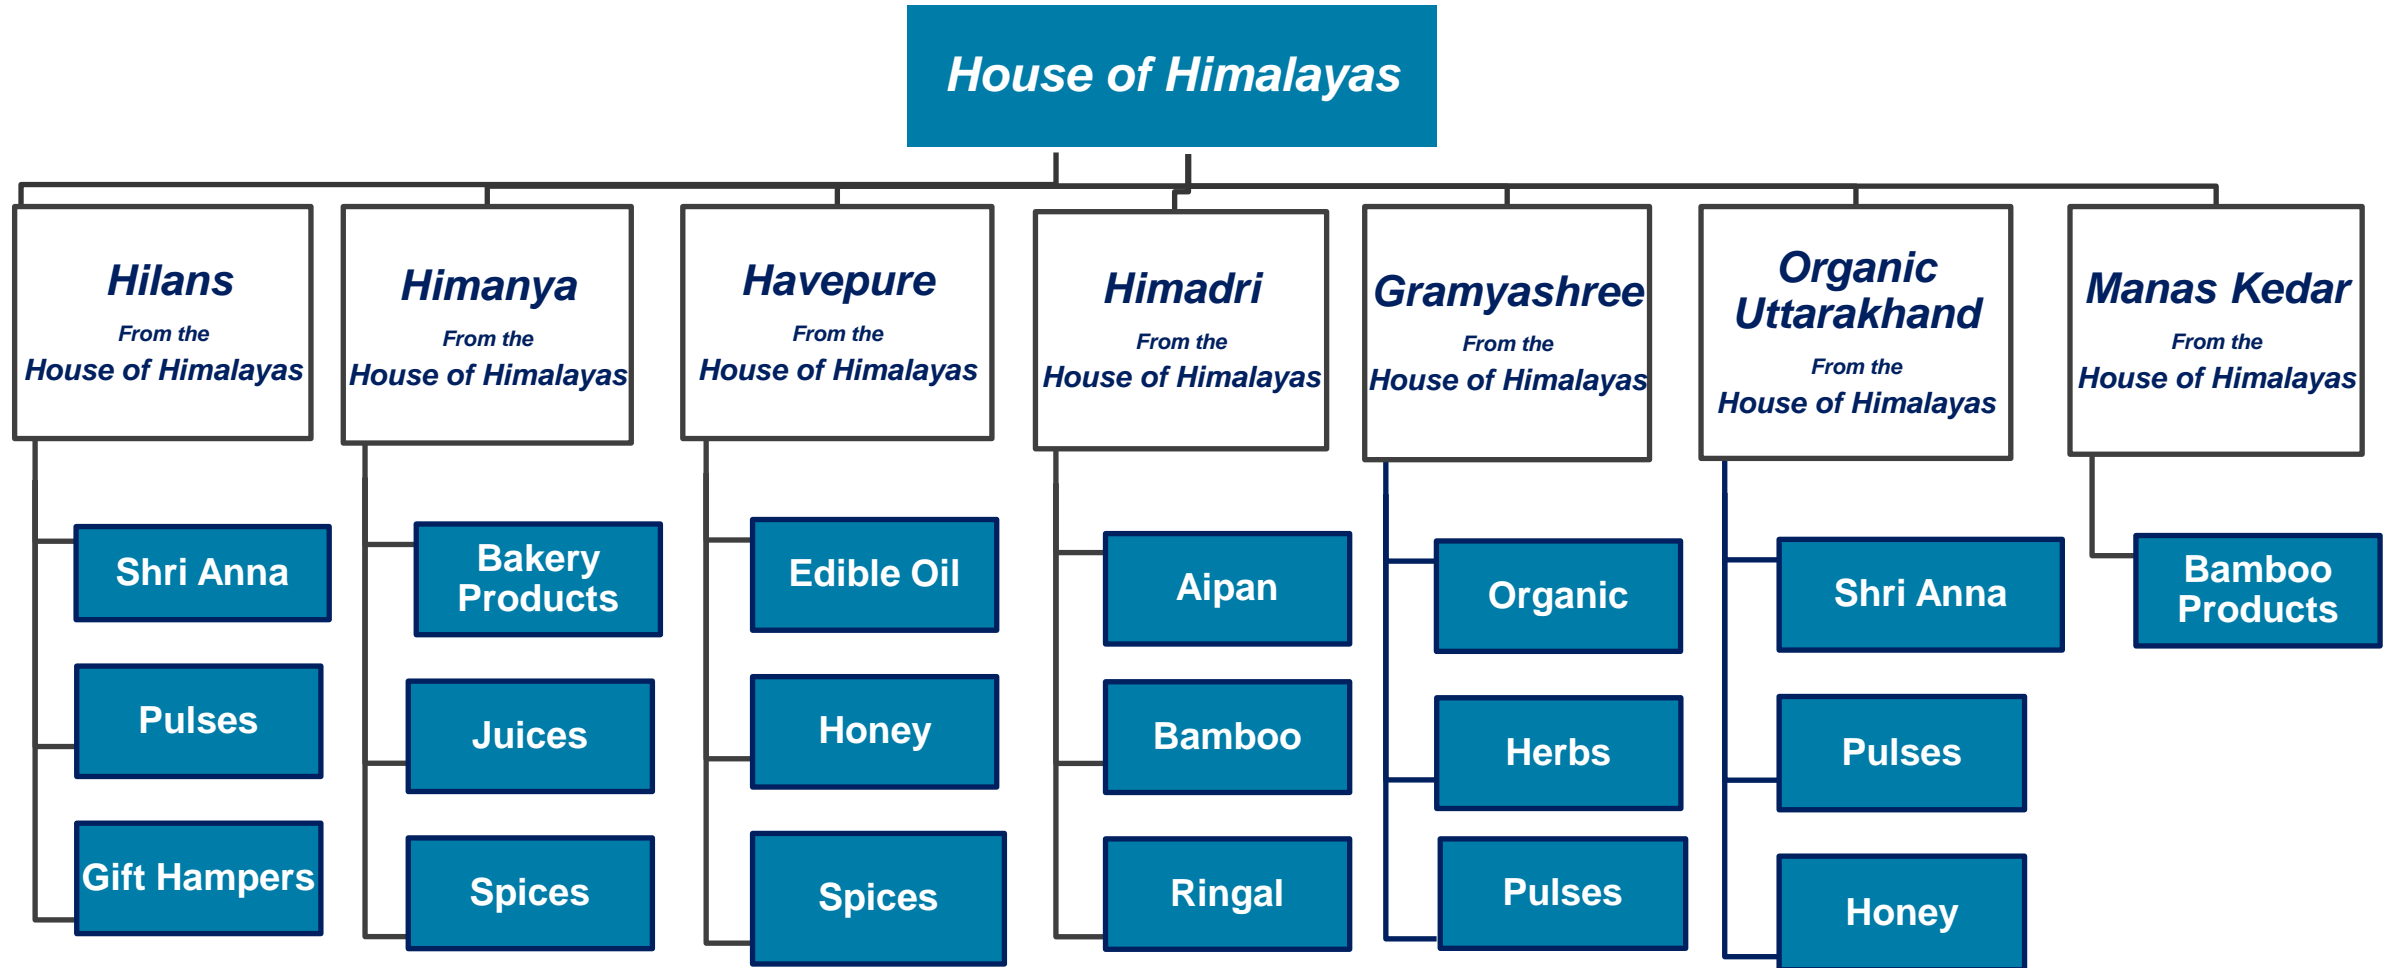 House of Himalayas
Hilans
From the
House of Himalayas
Shri Anna
Pulses
Gift Hampers
Himanya
From the
House of Himalayas
Bakery
Products
Juices
Spices
Havepure
From the
House of Himalayas
Edible Oil
Honey
Spices
Himadri
From the
House of Himalayas
Aipan
Bamboo
Ringal
Gramyashree
From the
House of Himalayas
Organic
Herbs
Pulses
Organic
Uttarakhand
From the
House of Himalayas
Shri Anna
Pulses
Honey
Manas Kedar
From the
House of Himalayas
Bamboo
Products